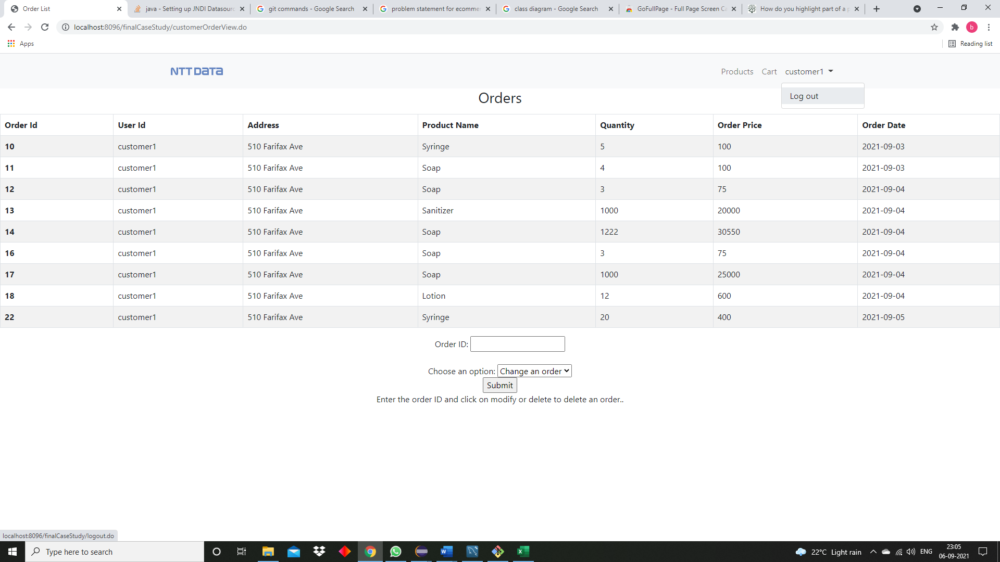 Order List
java - Setting up JNDI Datasourc
git commands - Google Search
problem statement for ecomme
class diagram - Google Search
GoFullPage - Full Page Screen Ca
How do you highlight part of a p
localhost:8096/finalCaseStudy/customerOrderView.do
b
Apps
Reading list
NTT DATA
Products Cart customer1
Log out
Orders
Order Id User Id Address Product Name Quantity Order Price Order Date
10 customer1 510 Farifax Ave Syringe 5 100 2021-09-03
11 customer1 510 Farifax Ave Soap 4 100 2021-09-03
12 customer1 510 Farifax Ave Soap 3 75 2021-09-04
13 customer1 510 Farifax Ave Sanitizer 1000 20000 2021-09-04
14 customer1 510 Farifax Ave Soap 1222 30550 2021-09-04
16 customer1 510 Farifax Ave Soap 3 75 2021-09-04
17 customer1 510 Farifax Ave Soap 1000 25000 2021-09-04
18 customer1 510 Farifax Ave Lotion 12 600 2021-09-04
22 customer1 510 Farifax Ave Syringe 20 400 2021-09-05
Order ID:
Choose an option: Change an order
Submit
Enter the order ID and click on modify or delete to delete an order..
localhost:8096/finalCaseStudy/logout.do
Type here to search
22°C Light rain
ENG
23:05
06-09-2021